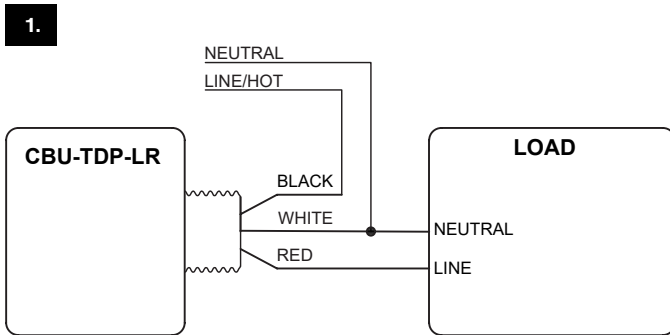 1.
NEUTRAL
LINE/HOT
CBU-TDP-LR
LOAD
BLACK
WHITE
NEUTRAL
RED
LINE